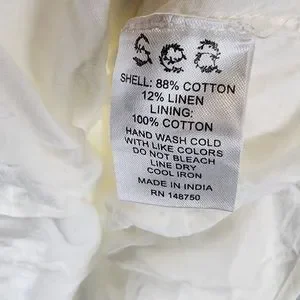 sea
SHELL: 88% COTTON
12% LINEN
LINING:
100% COTTON
HAND WASH COLD
WITH LIKE COLORS
DO NOT BLEACH
LINE DRY
COOL IRON
MADE IN INDIA
RN 148750